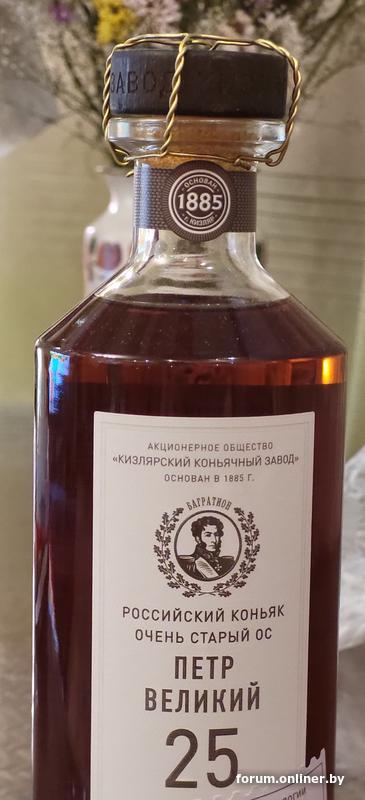 ЗАВОД
ОСНОВАН
1885
Г. КИЗЛЯР
АКЦИОНЕРНОЕ ОБЩЕСТВО
«КИЗЛЯРСКИЙ КОНЬЯЧНЫЙ ЗАВОД»
ОСНОВАН В 1885 Г.
БАГРАТИОН
РОССИЙСКИЙ КОНЬЯК
ОЧЕНЬ СТАРЫЙ ОС
ПЕТР
ВЕЛИКИЙ
25
forum.onliner.by